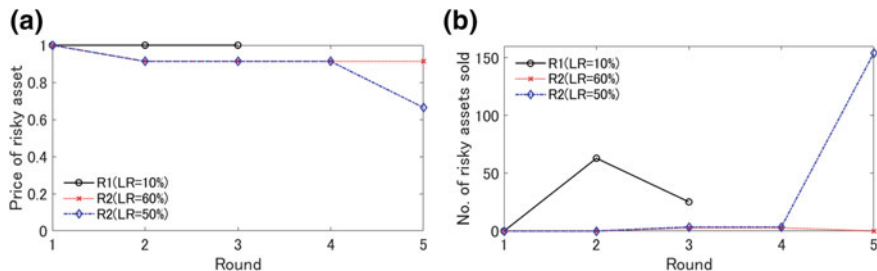 (a)
Price of risky asset
1
0.8
0.6
0.4
0.2
0
R1(LR=10%)
R2(LR=60%)
R2(LR=50%)
1 2 3 4 5
Round
(b)
No. of risky assets sold
150
100
50
0
R1(LR=10%)
R2(LR=60%)
R2(LR=50%)
1 2 3 4 5
Round